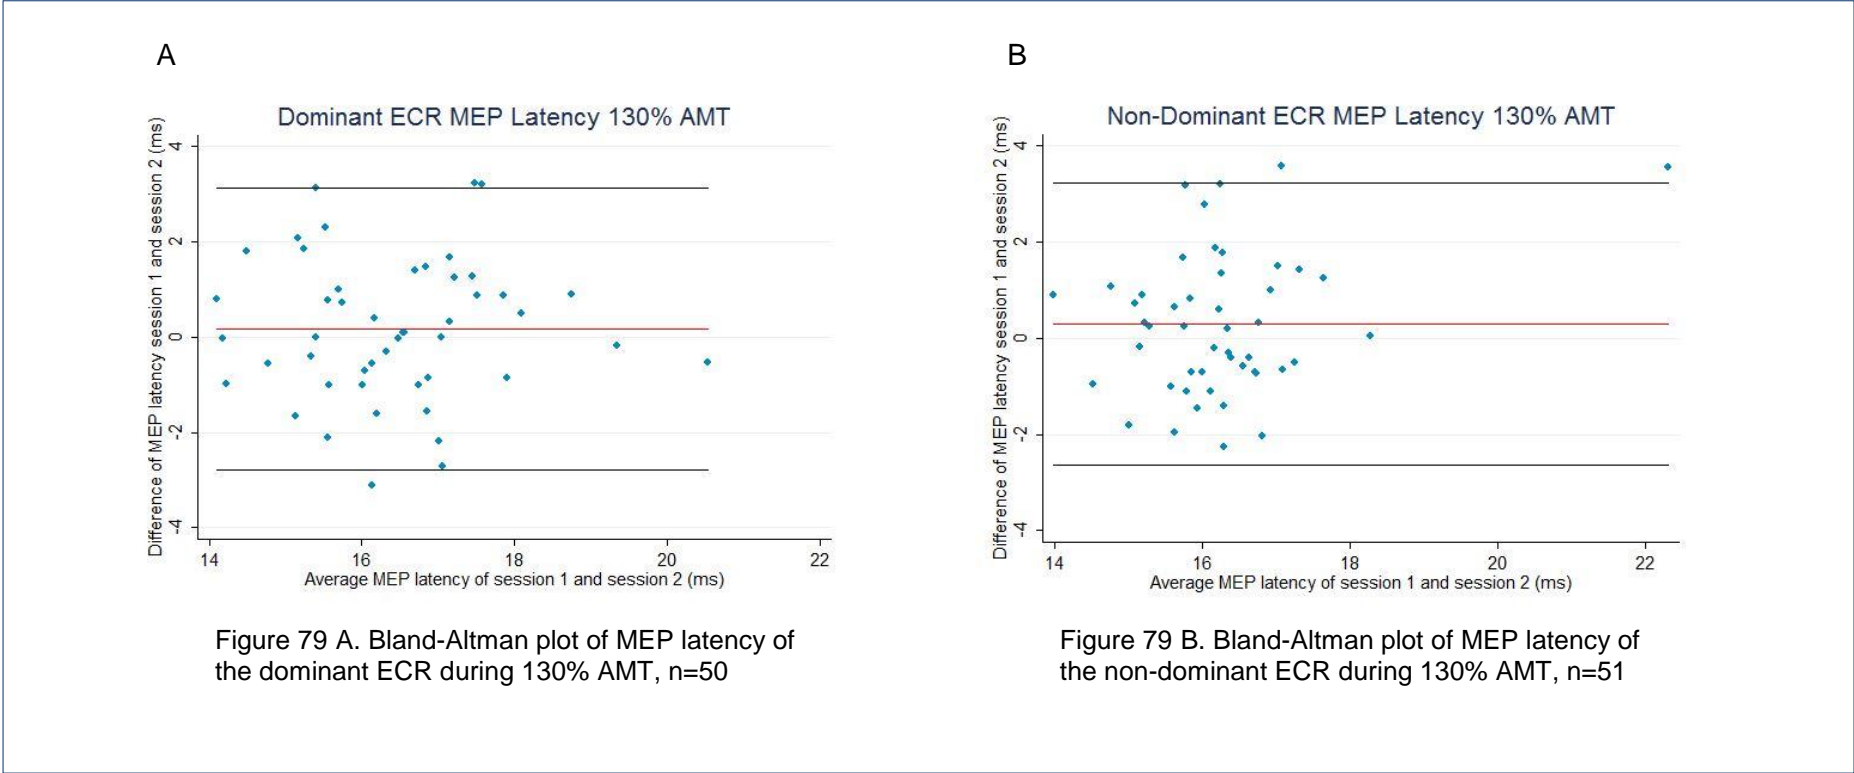 A
Dominant ECR MEP Latency 130% AMT
Difference of MEP latency session 1 and session 2 (ms)
4
2
0
-2
-4
14 16 18 20 22
Average MEP latency of session 1 and session 2 (ms)
Figure 79 A. Bland-Altman plot of MEP latency of
the dominant ECR during 130% AMT, n=50
B
Non-Dominant ECR MEP Latency 130% AMT
Difference of MEP latency session 1 and session 2 (ms)
4
2
0
-2
-4
14 16 18 20 22
Average MEP latency of session 1 and session 2 (ms)
Figure 79 B. Bland-Altman plot of MEP latency of
the non-dominant ECR during 130% AMT, n=51